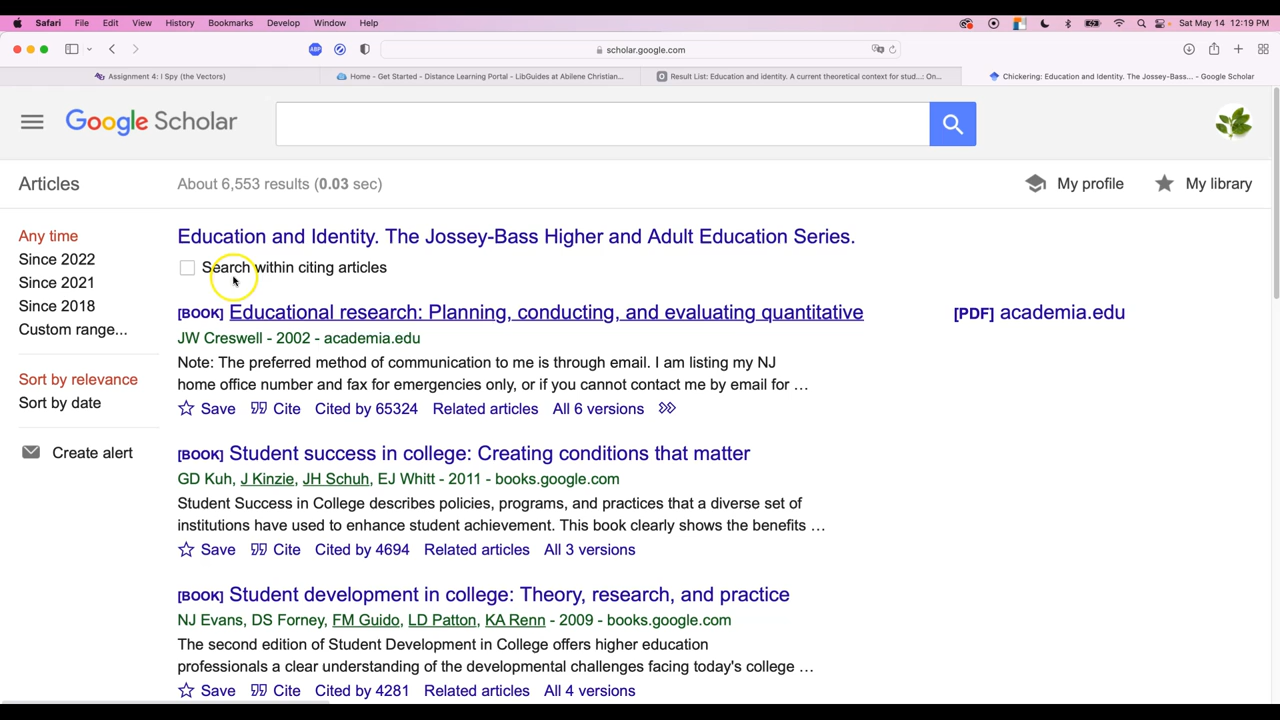 Safari File Edit View History Bookmarks Develop Window Help Sat May 14 12:19 PM
ABP scholar.google.com
Assignment 4: I Spy (the Vectors) Home - Get Started - Distance Learning Portal - LibGuides at Abilene Christian... Result List: Education and identity. A current theoretical context for stud...: On... Chickering: Education and Identity. The Jossey-Bass... - Google Scholar
Google Scholar
Articles About 6,553 results (0.03 sec) My profile My library
Any time
Since 2022
Since 2021
Since 2018
Custom range...
Sort by relevance
Sort by date
Create alert
Education and Identity. The Jossey-Bass Higher and Adult Education Series.
Search within citing articles
[BOOK] Educational research: Planning, conducting, and evaluating quantitative [PDF] academia.edu
JW Creswell - 2002 - academia.edu
Note: The preferred method of communication to me is through email. I am listing my NJ
home office number and fax for emergencies only, or if you cannot contact me by email for …
Save Cite Cited by 65324 Related articles All 6 versions
[BOOK] Student success in college: Creating conditions that matter
GD Kuh, J Kinzie, JH Schuh, EJ Whitt - 2011 - books.google.com
Student Success in College describes policies, programs, and practices that a diverse set of
institutions have used to enhance student achievement. This book clearly shows the benefits …
Save Cite Cited by 4694 Related articles All 3 versions
[BOOK] Student development in college: Theory, research, and practice
NJ Evans, DS Forney, FM Guido, LD Patton, KA Renn - 2009 - books.google.com
The second edition of Student Development in College offers higher education
professionals a clear understanding of the developmental challenges facing today's college …
Save Cite Cited by 4281 Related articles All 4 versions